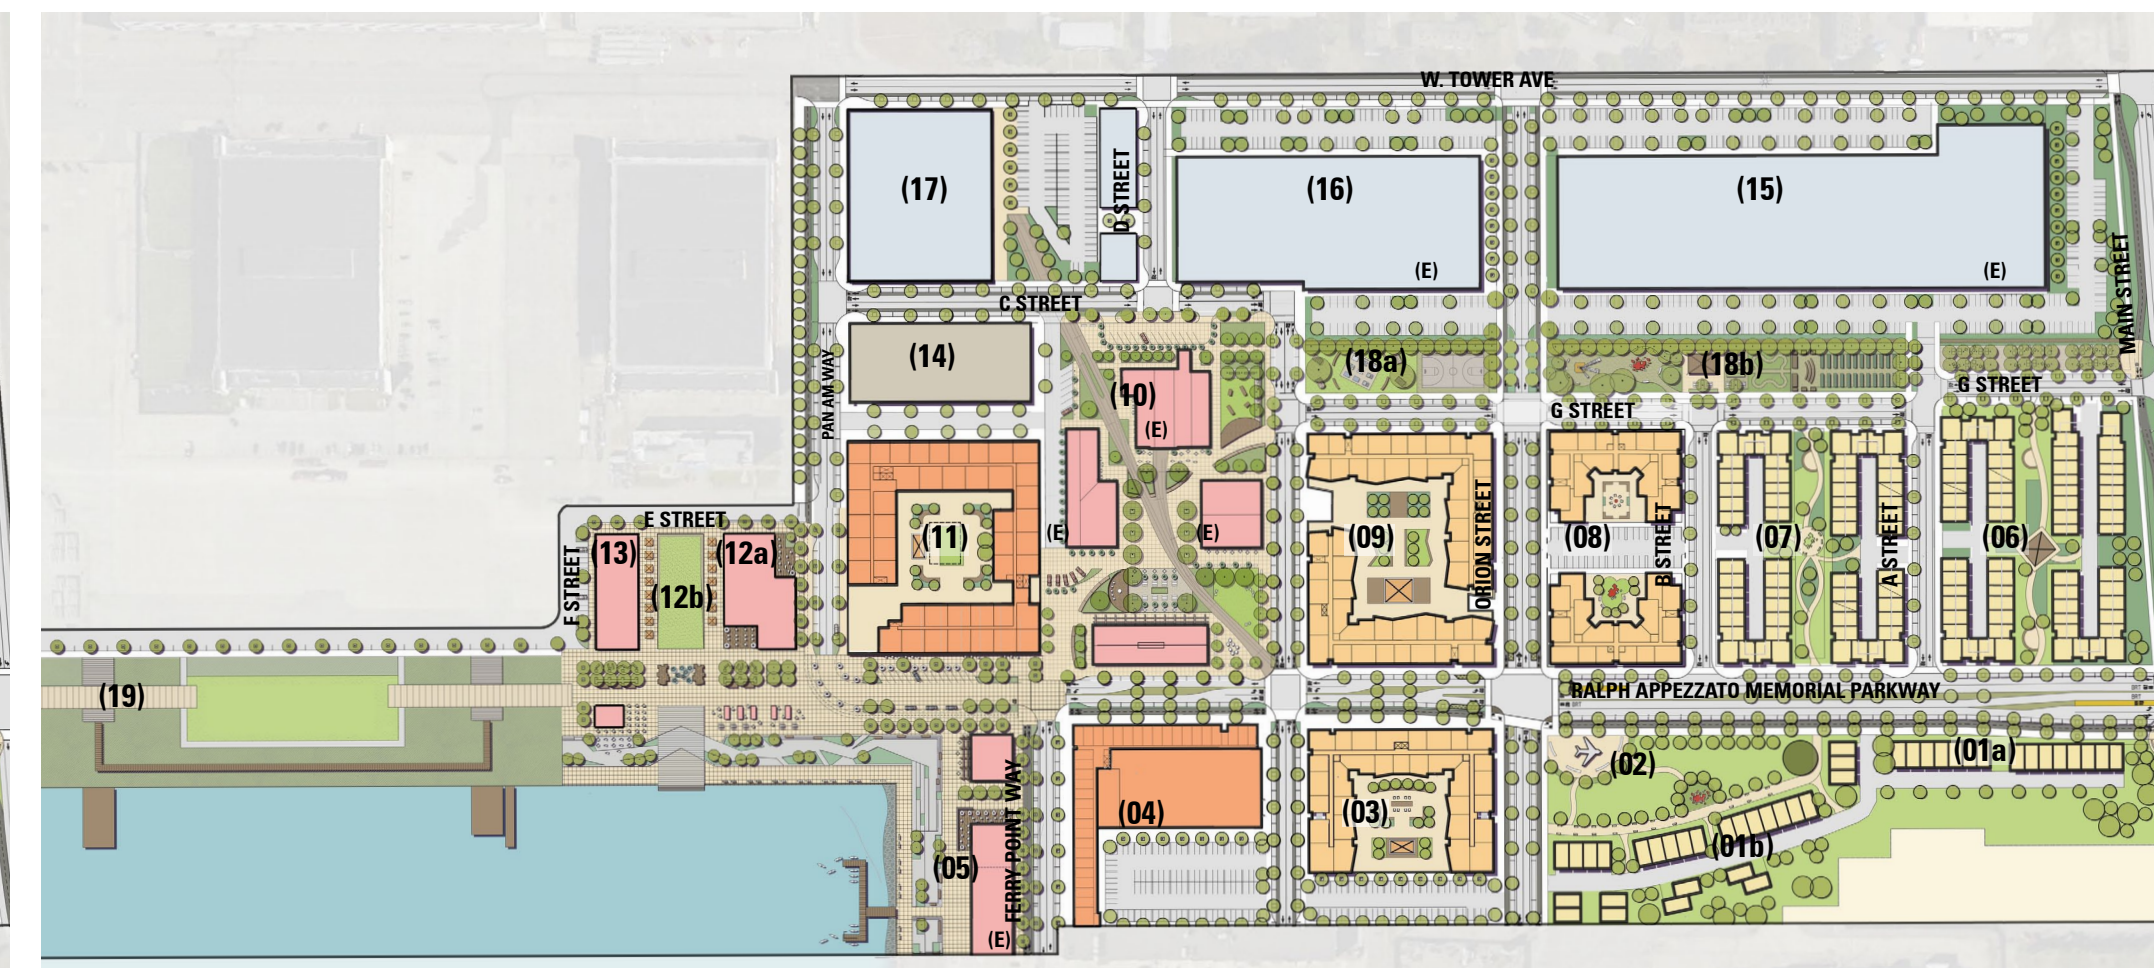 W. TOWER AVE
(17)
D STREET
(16)
(E)
(15)
(E)
MAIN STREET
C STREET
PAN AM WAY
(14)
(10)
(E)
(18a)
(18b)
G STREET
G STREET
E STREET
F STREET
(13)
(12b)
(12a)
(11)
(E)
(E)
(09)
ORION STREET
(08)
B STREET
(07)
A STREET
(06)
(19)
RALPH APPEZZATO MEMORIAL PARKWAY
BRT
(05)
(E)
FERRY POINT WAY
(04)
(03)
(02)
(01a)
(01b)